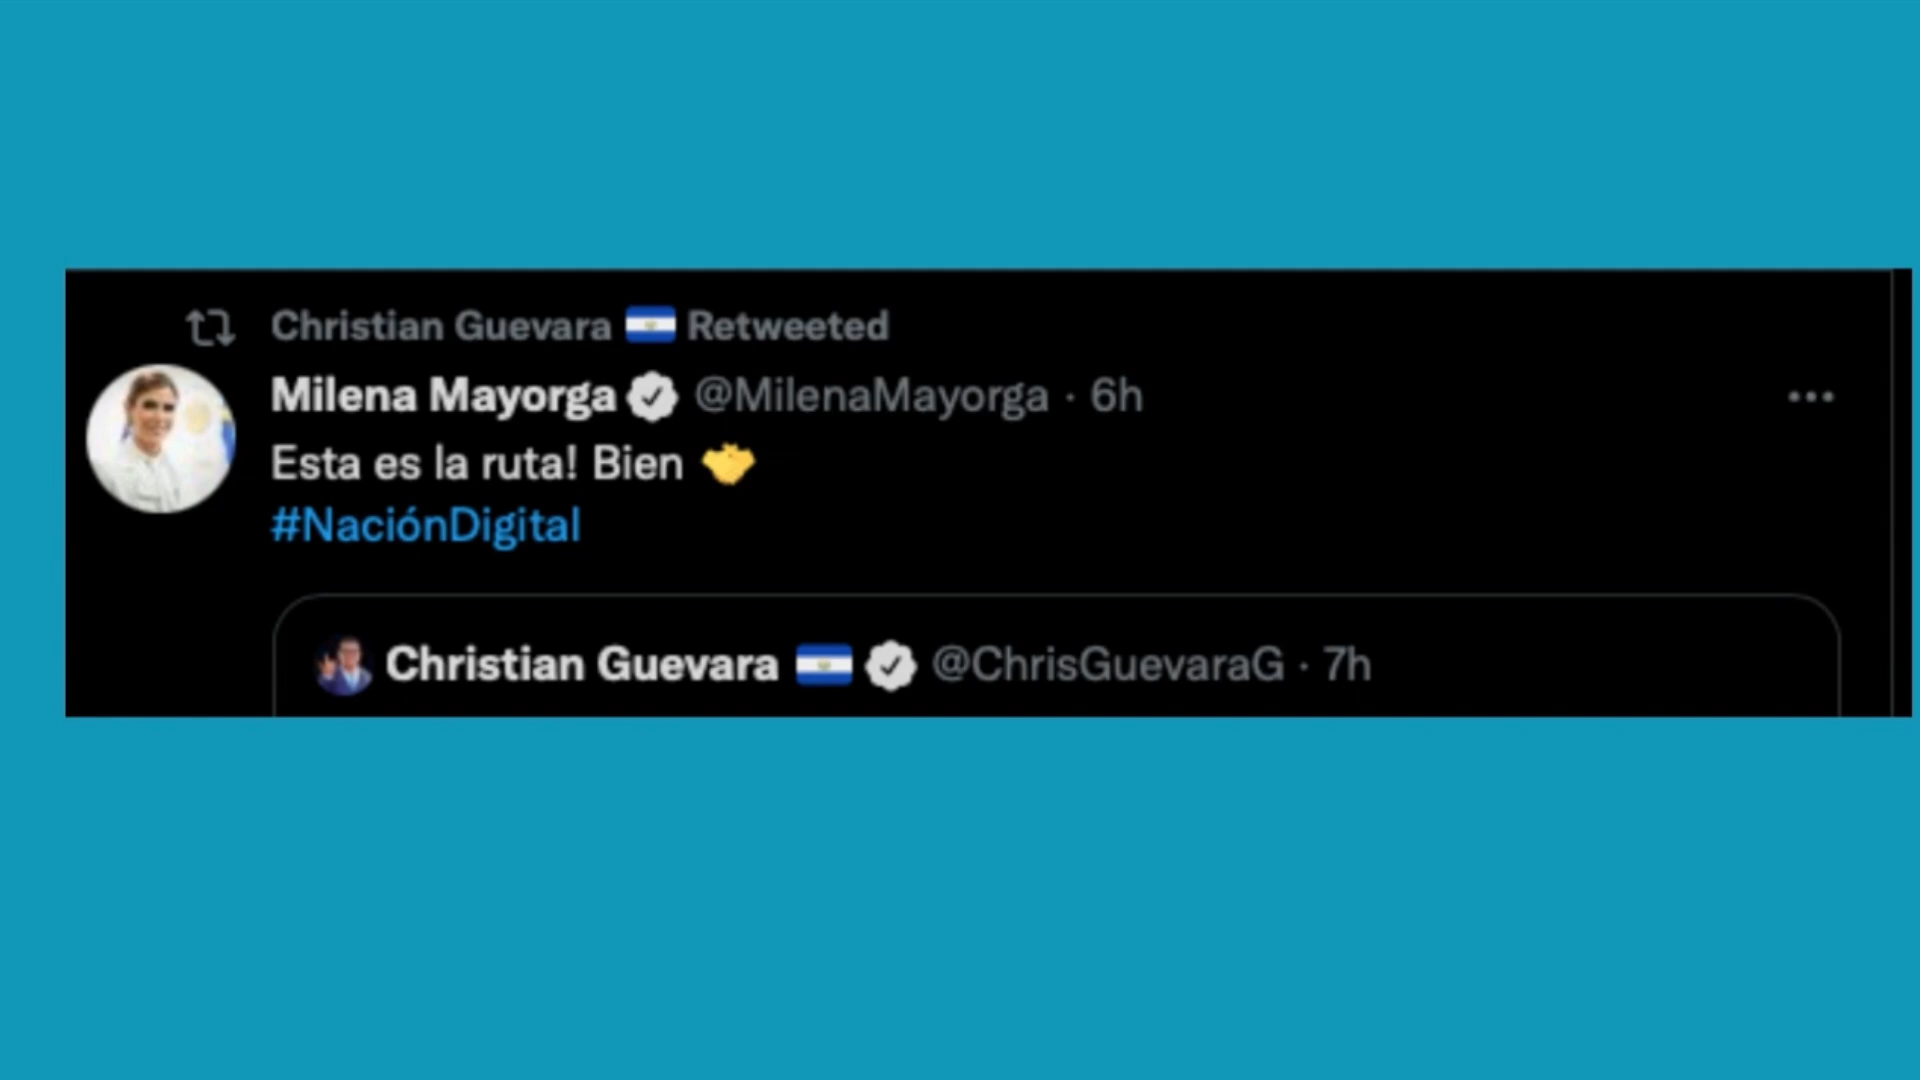 Christian Guevara 🇸🇻 Retweeted
Milena Mayorga @MilenaMayorga · 6h
Esta es la ruta! Bien 🤝
#NaciónDigital
Christian Guevara 🇸🇻 @ChrisGuevaraG · 7h